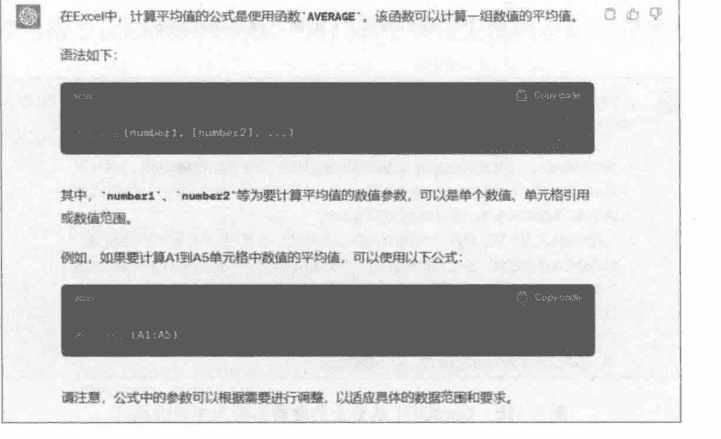 在Excel中，计算平均值的公式是使用函数`AVERAGE`。该函数可以计算一组数值的平均值。
语法如下：
Copy code
(number1, [number2], ...)
其中，`number1`、`number2`等为要计算平均值的数值参数，可以是单个数值、单元格引用
或数值范围。
例如，如果要计算A1到A5单元格中数值的平均值，可以使用以下公式：
Copy code
(A1:A5)
请注意，公式中的参数可以根据需要进行调整，以适应具体的数据范围和要求。